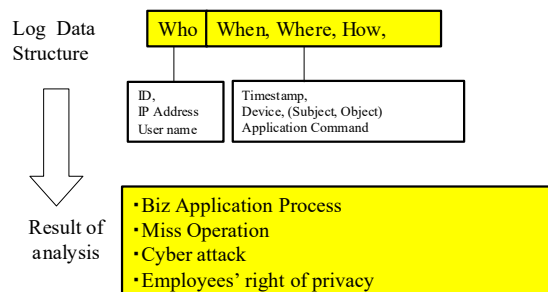 Log Data
Structure
Who
When, Where, How,
ID,
IP Address
User name
Timestamp,
Device, (Subject, Object)
Application Command
Result of
analysis
・Biz Application Process
・Miss Operation
・Cyber attack
・Employees’ right of privacy